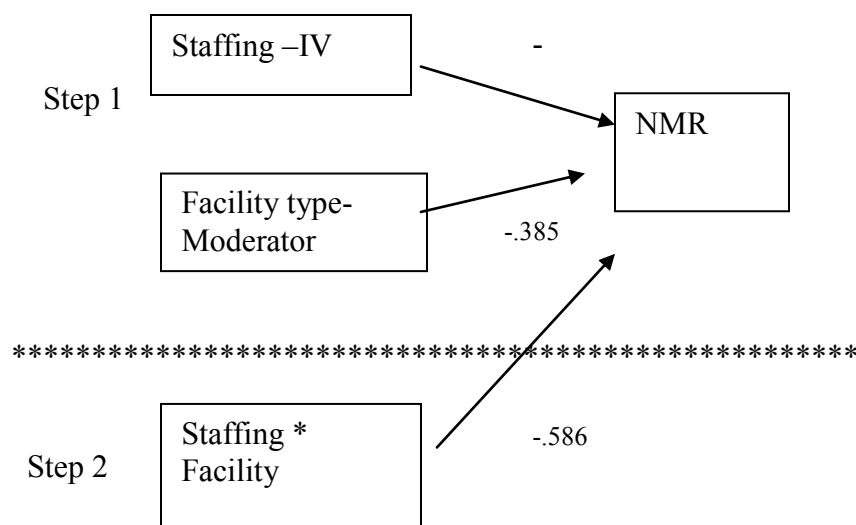 Staffing –IV
-
Step 1
NMR
Facility type-
Moderator
-.385
*****************************************************
Staffing *
Facility
-.586
Step 2